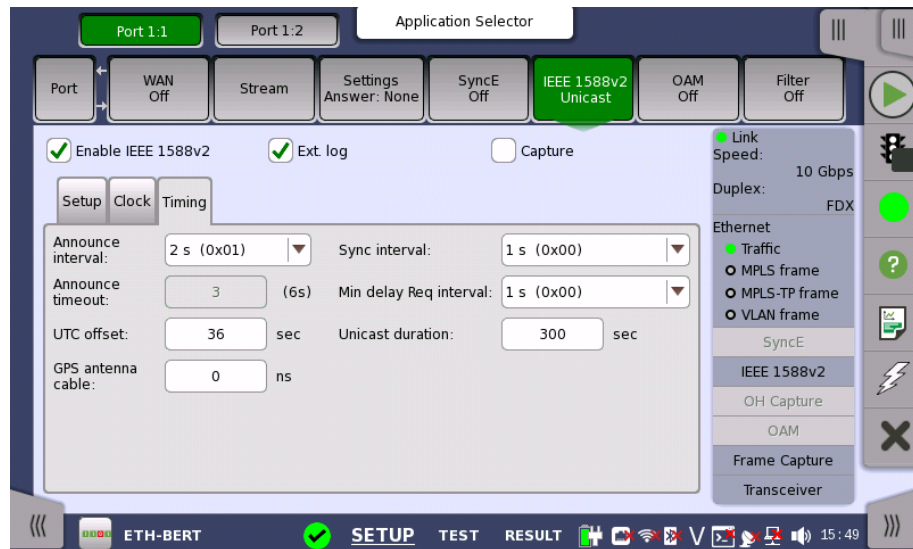 Application Selector
Port 1:1
Port 1:2
Port
WAN
Off
Stream
Settings
Answer: None
SyncE
Off
IEEE 1588v2
Unicast
OAM
Off
Filter
Off
Enable IEEE 1588v2
Ext. log
Capture
Setup
Clock
Timing
Announce
interval:
2 s (0x01)
Sync interval:
1 s (0x00)
Announce
timeout:
3
(6s)
Min delay Req interval:
1 s (0x00)
UTC offset:
36
sec
Unicast duration:
300
sec
GPS antenna
cable:
0
ns
Link
Speed:
10 Gbps
Duplex:
FDX
Ethernet
Traffic
MPLS frame
MPLS-TP frame
VLAN frame
SyncE
IEEE 1588v2
OH Capture
OAM
Frame Capture
Transceiver
ETH-BERT
SETUP
TEST
RESULT
V
15:49